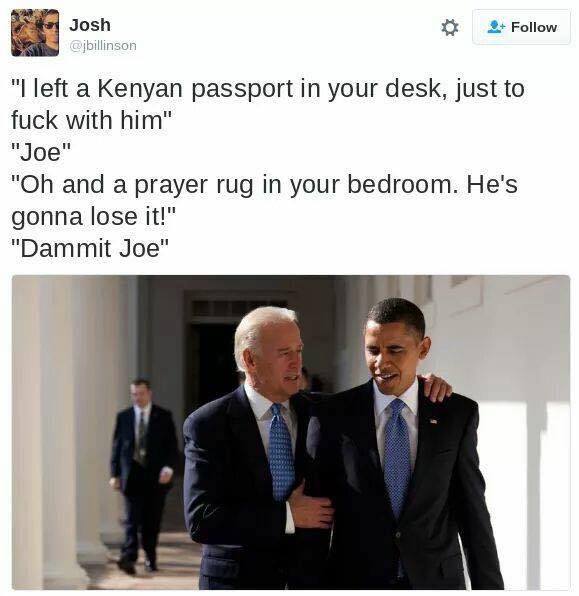 Josh
@jbillinson
Follow
"I left a Kenyan passport in your desk, just to
fuck with him"
"Joe"
"Oh and a prayer rug in your bedroom. He's
gonna lose it!"
"Dammit Joe"